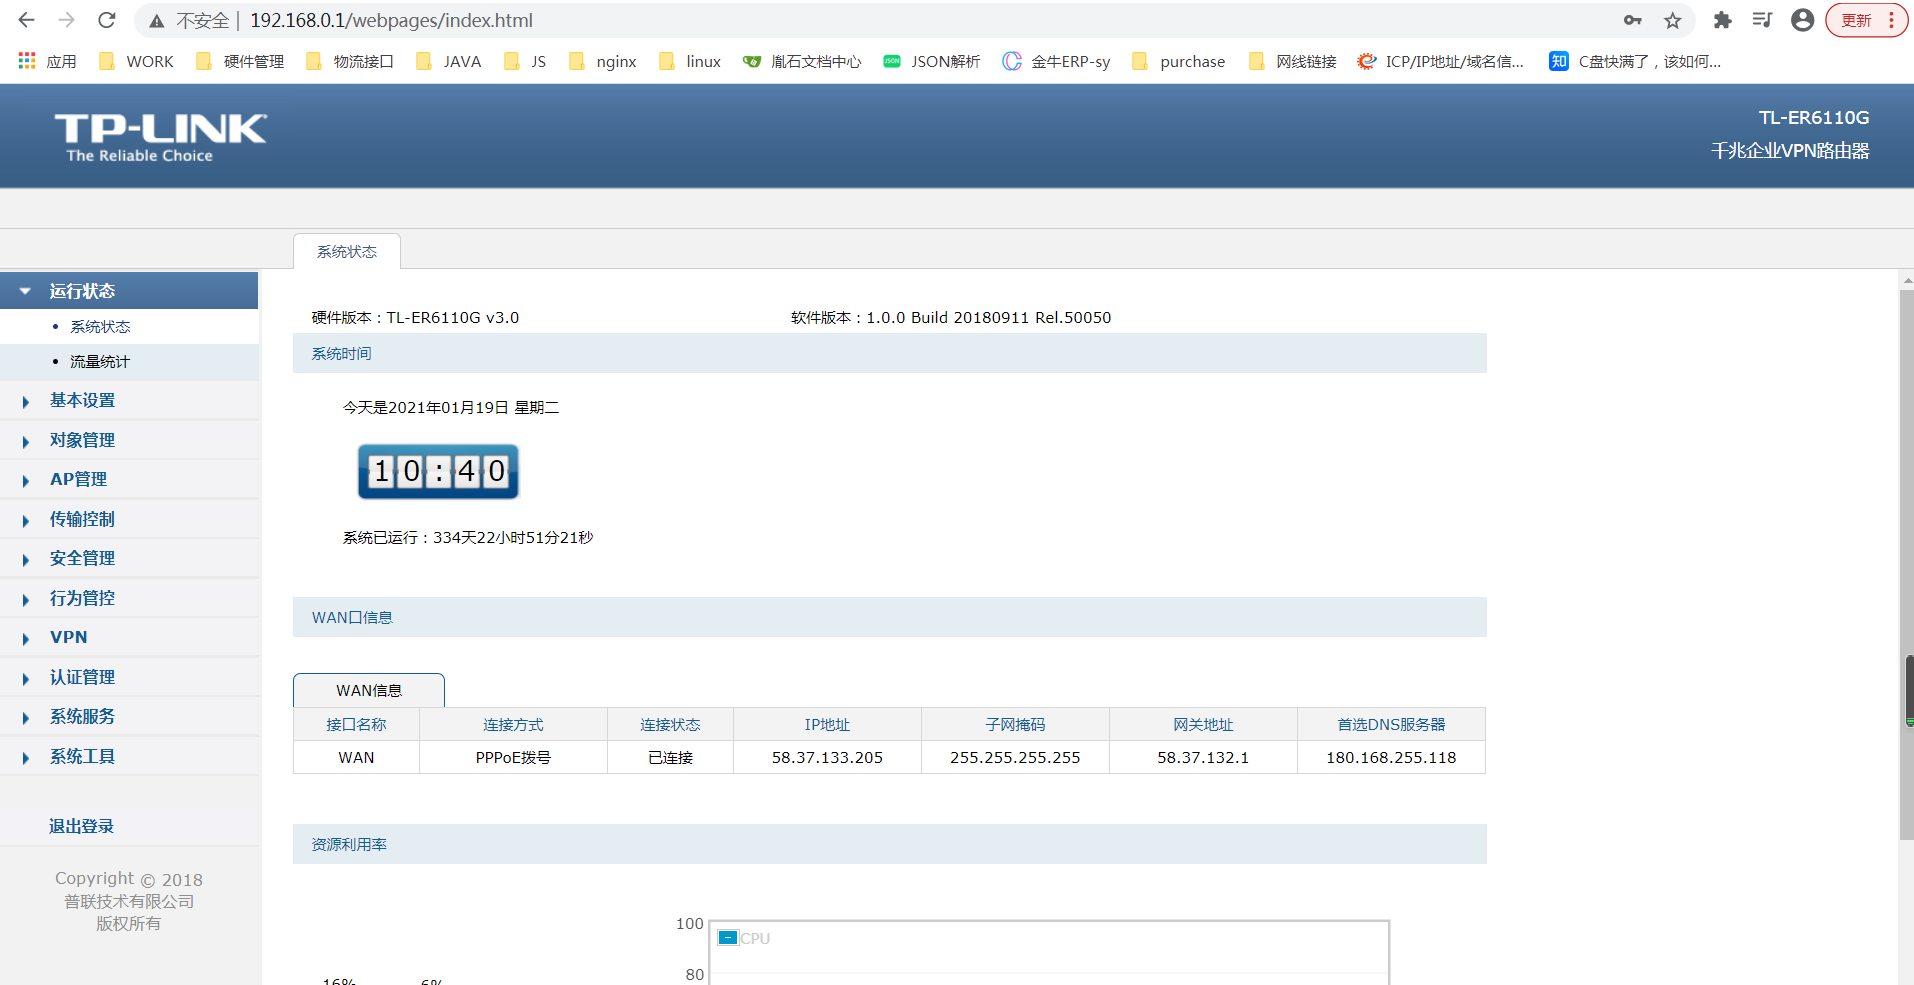 不安全 192.168.0.1/webpages/index.html 更新
应用 WORK 硬件管理 物流接口 JAVA JS nginx linux 胤石文档中心 JSON解析 金牛ERP-sy purchase 网线链接 ICP/IP地址/域名信... 知 C盘快满了，该如何...
TP-LINK
The Reliable Choice
TL-ER6110G
千兆企业VPN路由器
系统状态
运行状态
系统状态
流量统计
基本设置
对象管理
AP管理
传输控制
安全管理
行为管控
VPN
认证管理
系统服务
系统工具
退出登录
Copyright © 2018
普联技术有限公司
版权所有
硬件版本：TL-ER6110G v3.0 软件版本：1.0.0 Build 20180911 Rel.50050
系统时间
今天是2021年01月19日 星期二
10:40
系统已运行：334天22小时51分21秒
WAN口信息
WAN信息
接口名称 连接方式 连接状态 IP地址 子网掩码 网关地址 首选DNS服务器
WAN PPPoE拨号 已连接 58.37.133.205 255.255.255.255 58.37.132.1 180.168.255.118
资源利用率
100
CPU
80
16% 6%